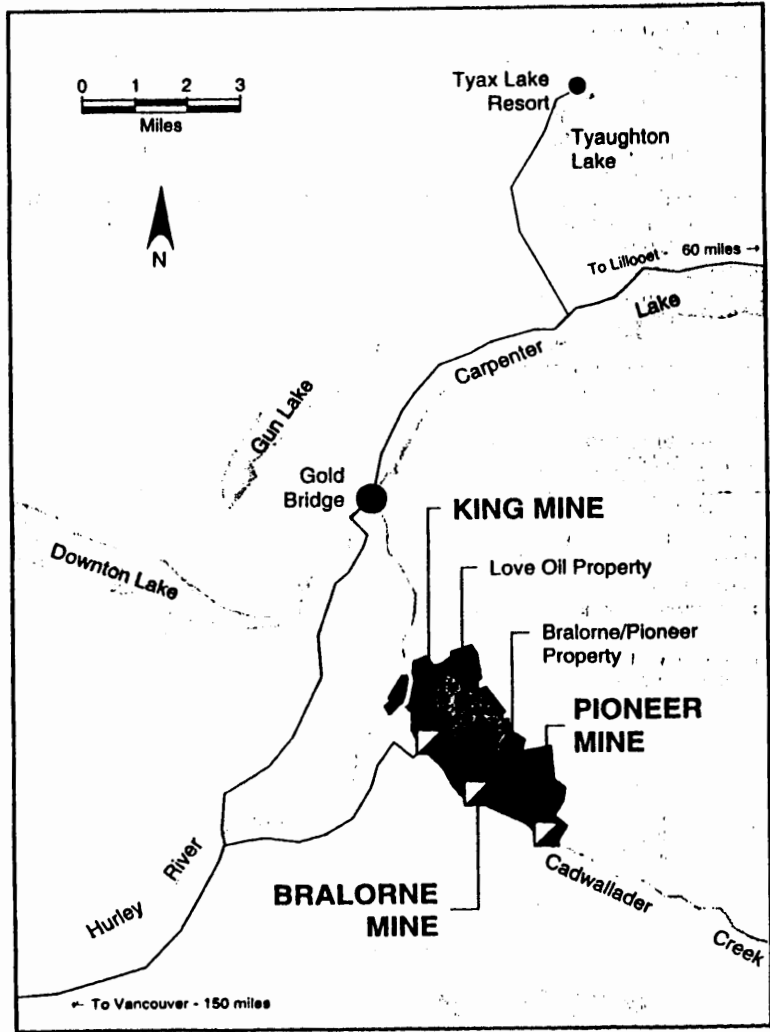 0 1 2 3
Miles
N
Tyax Lake
Resort
Tyaughton
Lake
To Lillooet - 60 miles →
Carpenter Lake
Gun Lake
Gold
Bridge
KING MINE
Downton Lake
Love Oil Property
Bralorne/Pioneer
Property
PIONEER
MINE
Hurley River
BRALORNE
MINE
Cadwallader Creek
← To Vancouver - 150 miles